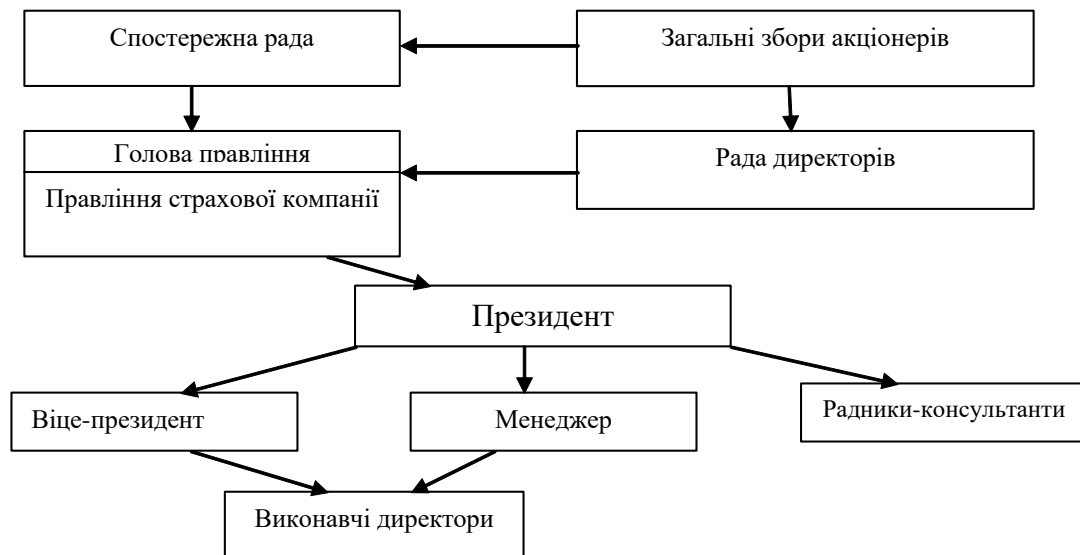 Спостережна рада
Загальні збори акціонерів
Голова правління
Рада директорів
Правління страхової компанії
Президент
Віце-президент
Менеджер
Радники-консультанти
Виконавчі директори